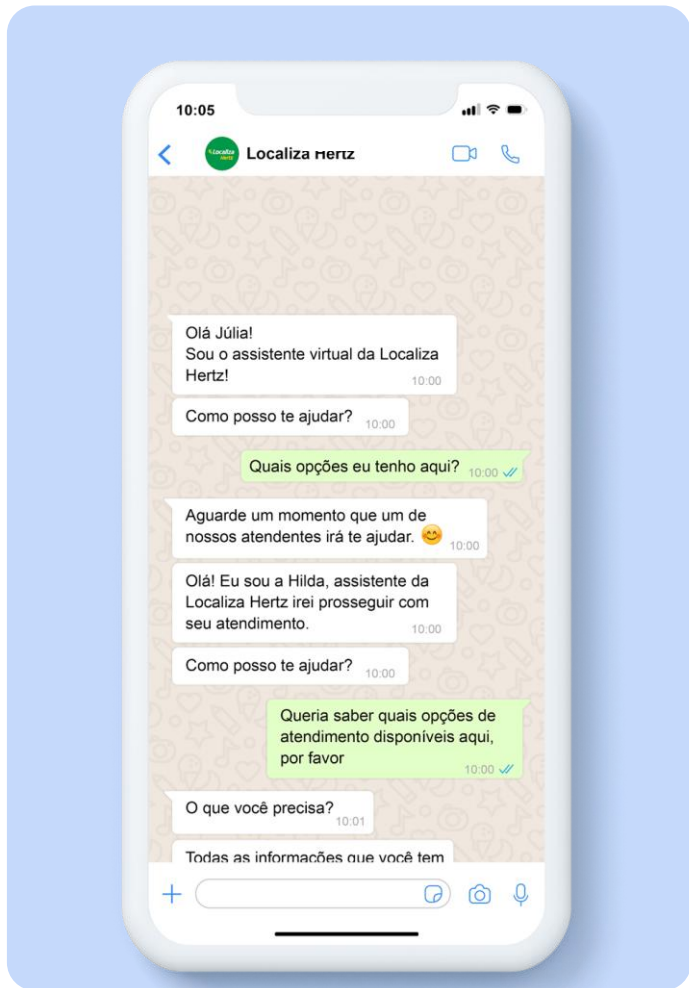 10:05
Localiza Hertz
Localiza Hertz
Olá Júlia!
Sou o assistente virtual da Localiza
Hertz!
10:00
Como posso te ajudar?
10:00
Quais opções eu tenho aqui?
10:00
Aguarde um momento que um de
nossos atendentes irá te ajudar. 😊
10:00
Olá! Eu sou a Hilda, assistente da
Localiza Hertz irei prosseguir com
seu atendimento.
10:00
Como posso te ajudar?
10:00
Queria saber quais opções de
atendimento disponíveis aqui,
por favor
10:00
O que você precisa?
10:01
Todas as informações que você tem